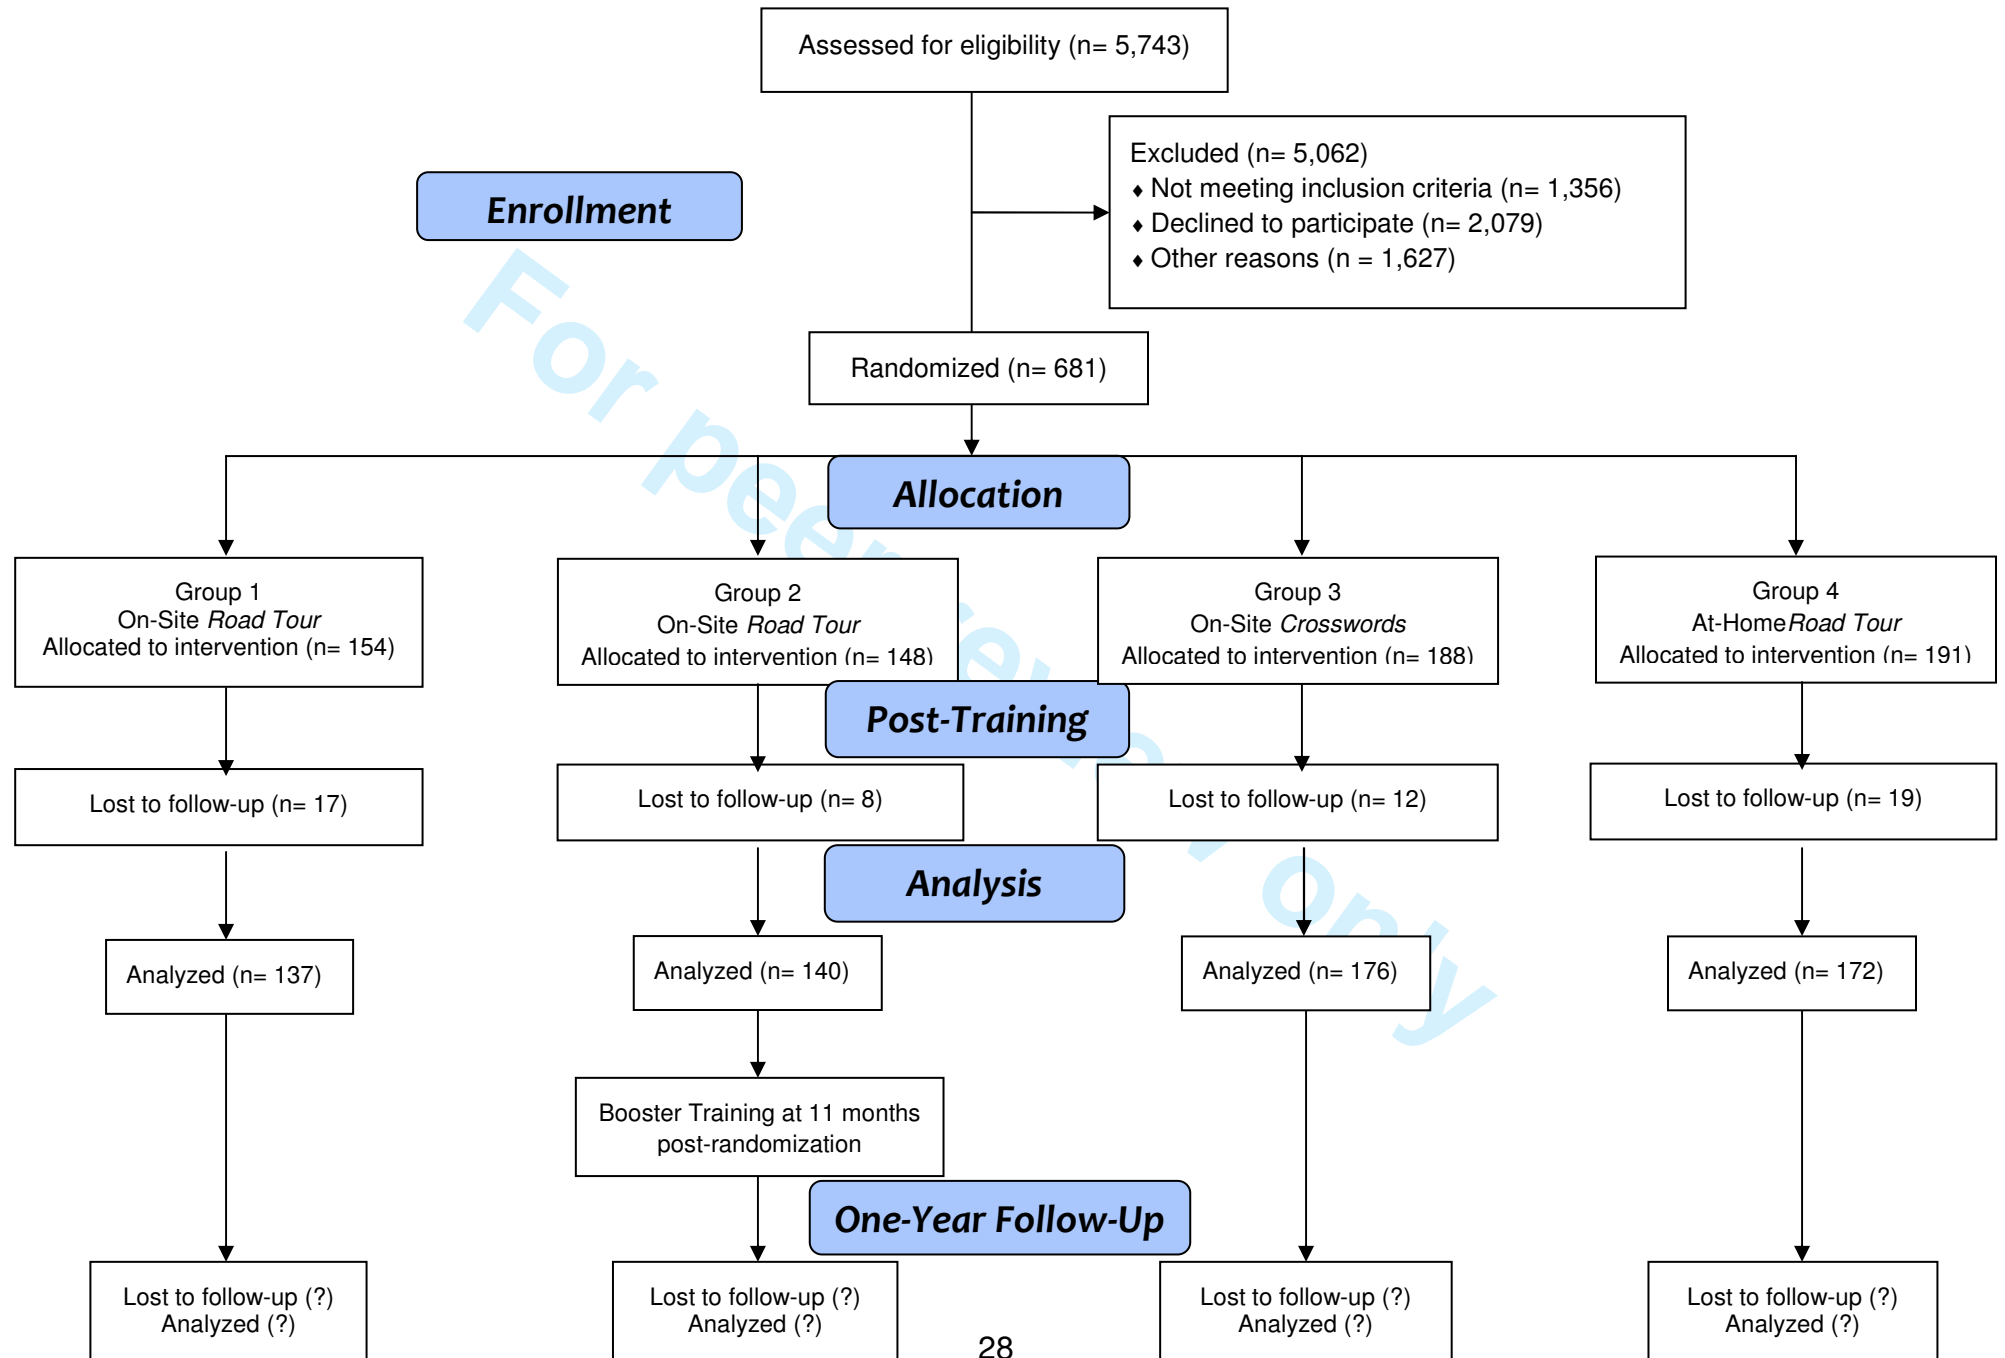 Assessed for eligibility (n= 5,743)
Excluded (n= 5,062)
♦ Not meeting inclusion criteria (n= 1,356)
♦ Declined to participate (n= 2,079)
♦ Other reasons (n = 1,627)
Enrollment
Randomized (n= 681)
Allocation
Group 1
On-Site Road Tour
Allocated to intervention (n= 154)
Group 2
On-Site Road Tour
Allocated to intervention (n= 148)
Group 3
On-Site Crosswords
Allocated to intervention (n= 188)
Group 4
At-HomeRoad Tour
Allocated to intervention (n= 191)
Post-Training
Lost to follow-up (n= 17)
Lost to follow-up (n= 8)
Lost to follow-up (n= 12)
Lost to follow-up (n= 19)
Analysis
Analyzed (n= 137)
Analyzed (n= 140)
Analyzed (n= 176)
Analyzed (n= 172)
Booster Training at 11 months
post-randomization
One-Year Follow-Up
Lost to follow-up (?)
Analyzed (?)
Lost to follow-up (?)
Analyzed (?)
Lost to follow-up (?)
Analyzed (?)
Lost to follow-up (?)
Analyzed (?)
28
For peer review only